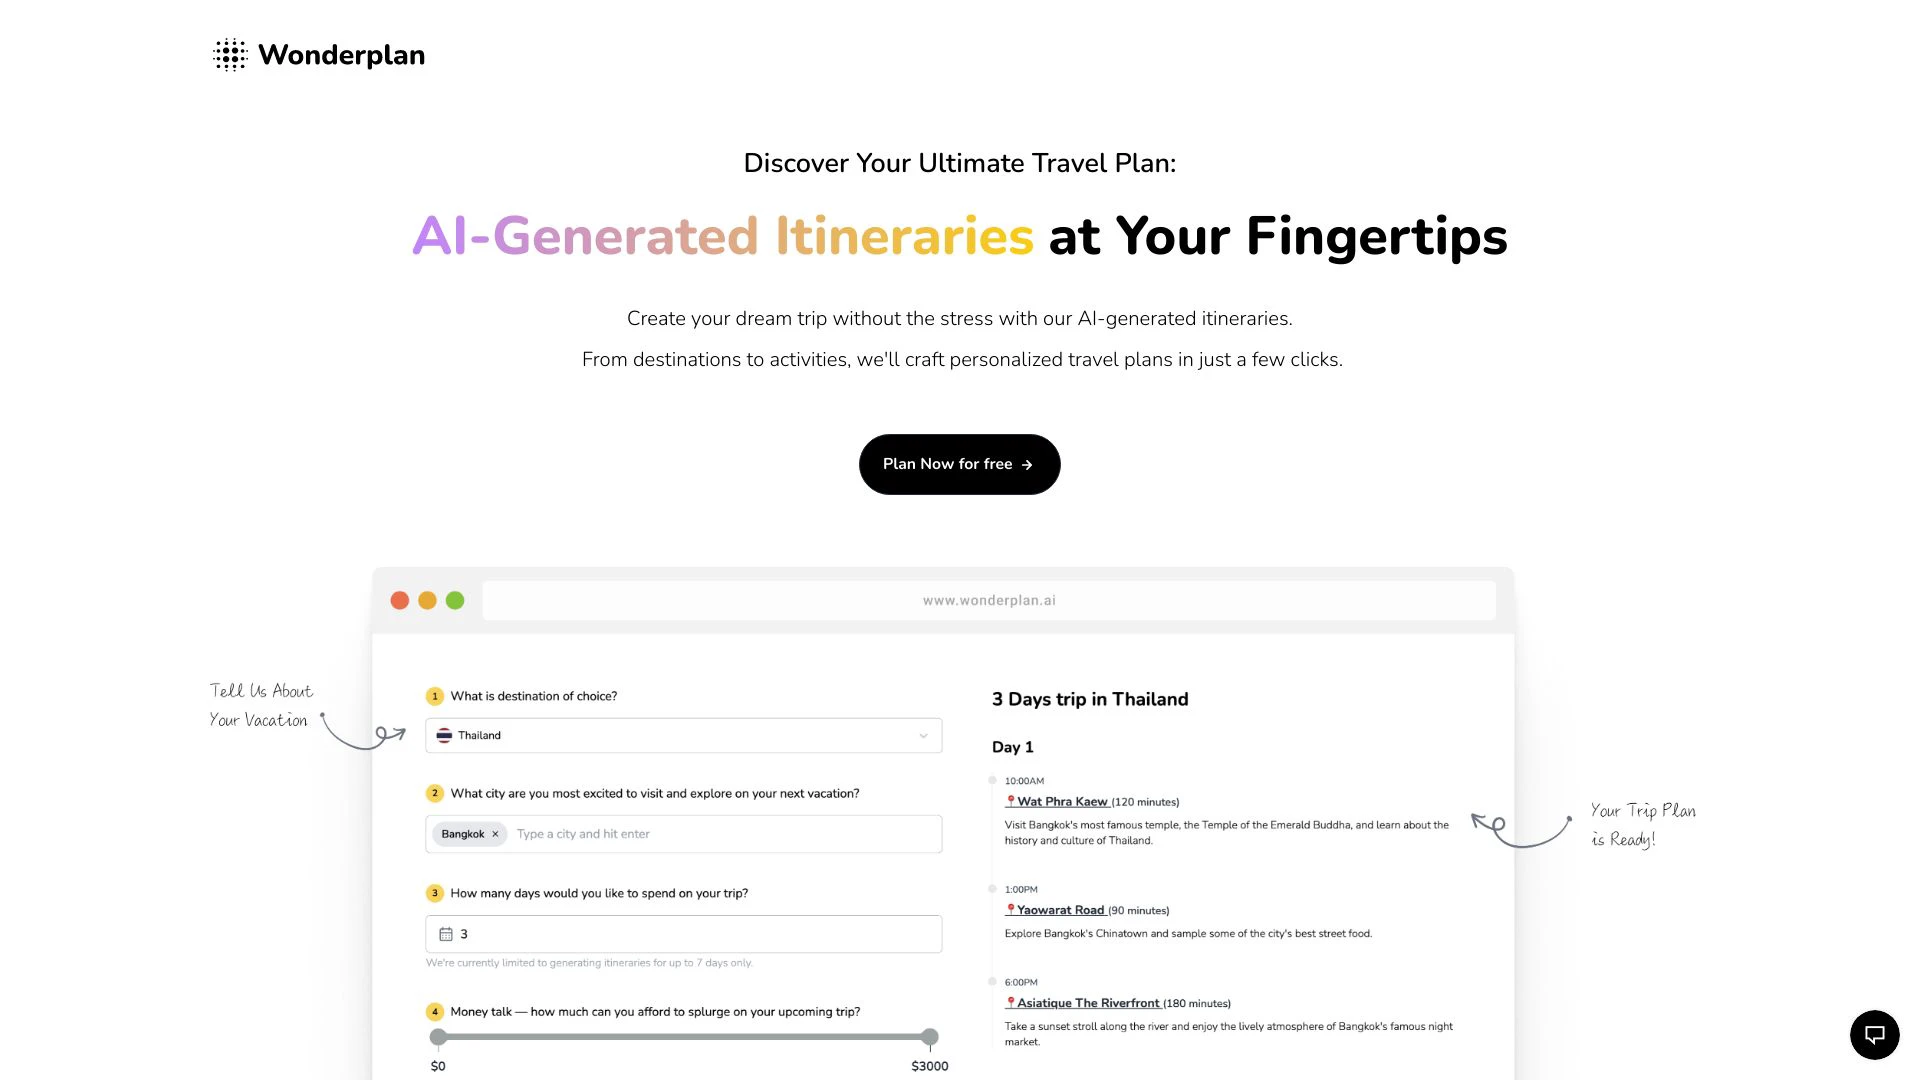 Wonderplan
Discover Your Ultimate Travel Plan:
AI-Generated Itineraries at Your Fingertips
Create your dream trip without the stress with our AI-generated itineraries.
From destinations to activities, we'll craft personalized travel plans in just a few clicks.
Plan Now for free →
www.wonderplan.ai
Tell Us About
Your Vacation
1 What is destination of choice?
Thailand
2 What city are you most excited to visit and explore on your next vacation?
Bangkok × Type a city and hit enter
3 How many days would you like to spend on your trip?
3
We're currently limited to generating itineraries for up to 7 days only.
4 Money talk — how much can you afford to splurge on your upcoming trip?
$0 $3000
3 Days trip in Thailand
Day 1
10:00AM
Wat Phra Kaew (120 minutes)
Visit Bangkok's most famous temple, the Temple of the Emerald Buddha, and learn about the
history and culture of Thailand.
1:00PM
Yaowarat Road (90 minutes)
Explore Bangkok's Chinatown and sample some of the city's best street food.
6:00PM
Asiatique The Riverfront (180 minutes)
Take a sunset stroll along the river and enjoy the lively atmosphere of Bangkok's famous night
market.
Your Trip Plan
is Ready!